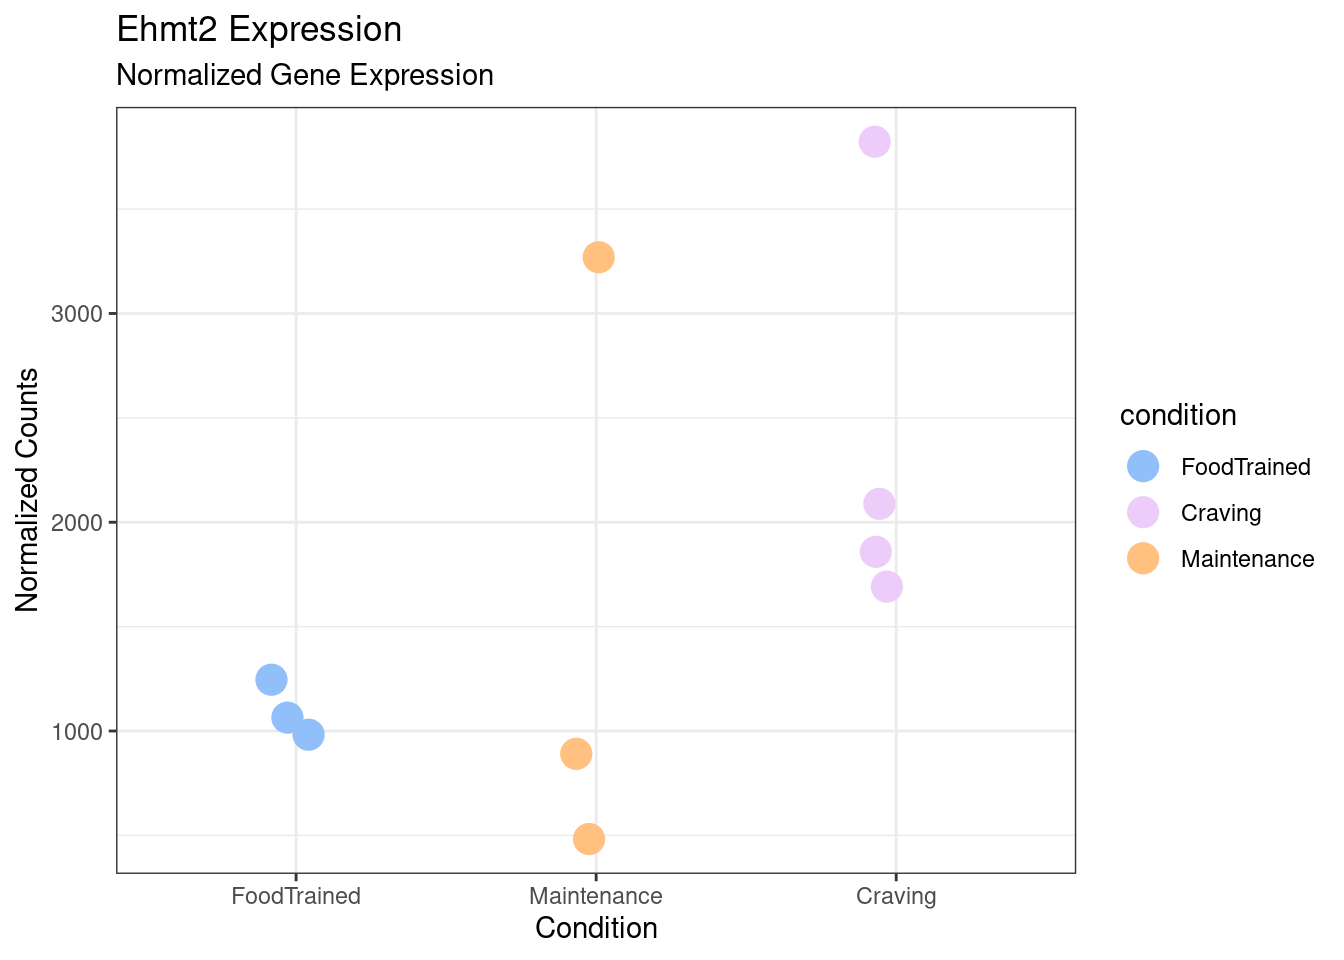 Ehmt2 Expression
Normalized Gene Expression
Normalized Counts
3000
2000
1000
FoodTrained
Maintenance
Craving
Condition
condition
FoodTrained
Craving
Maintenance